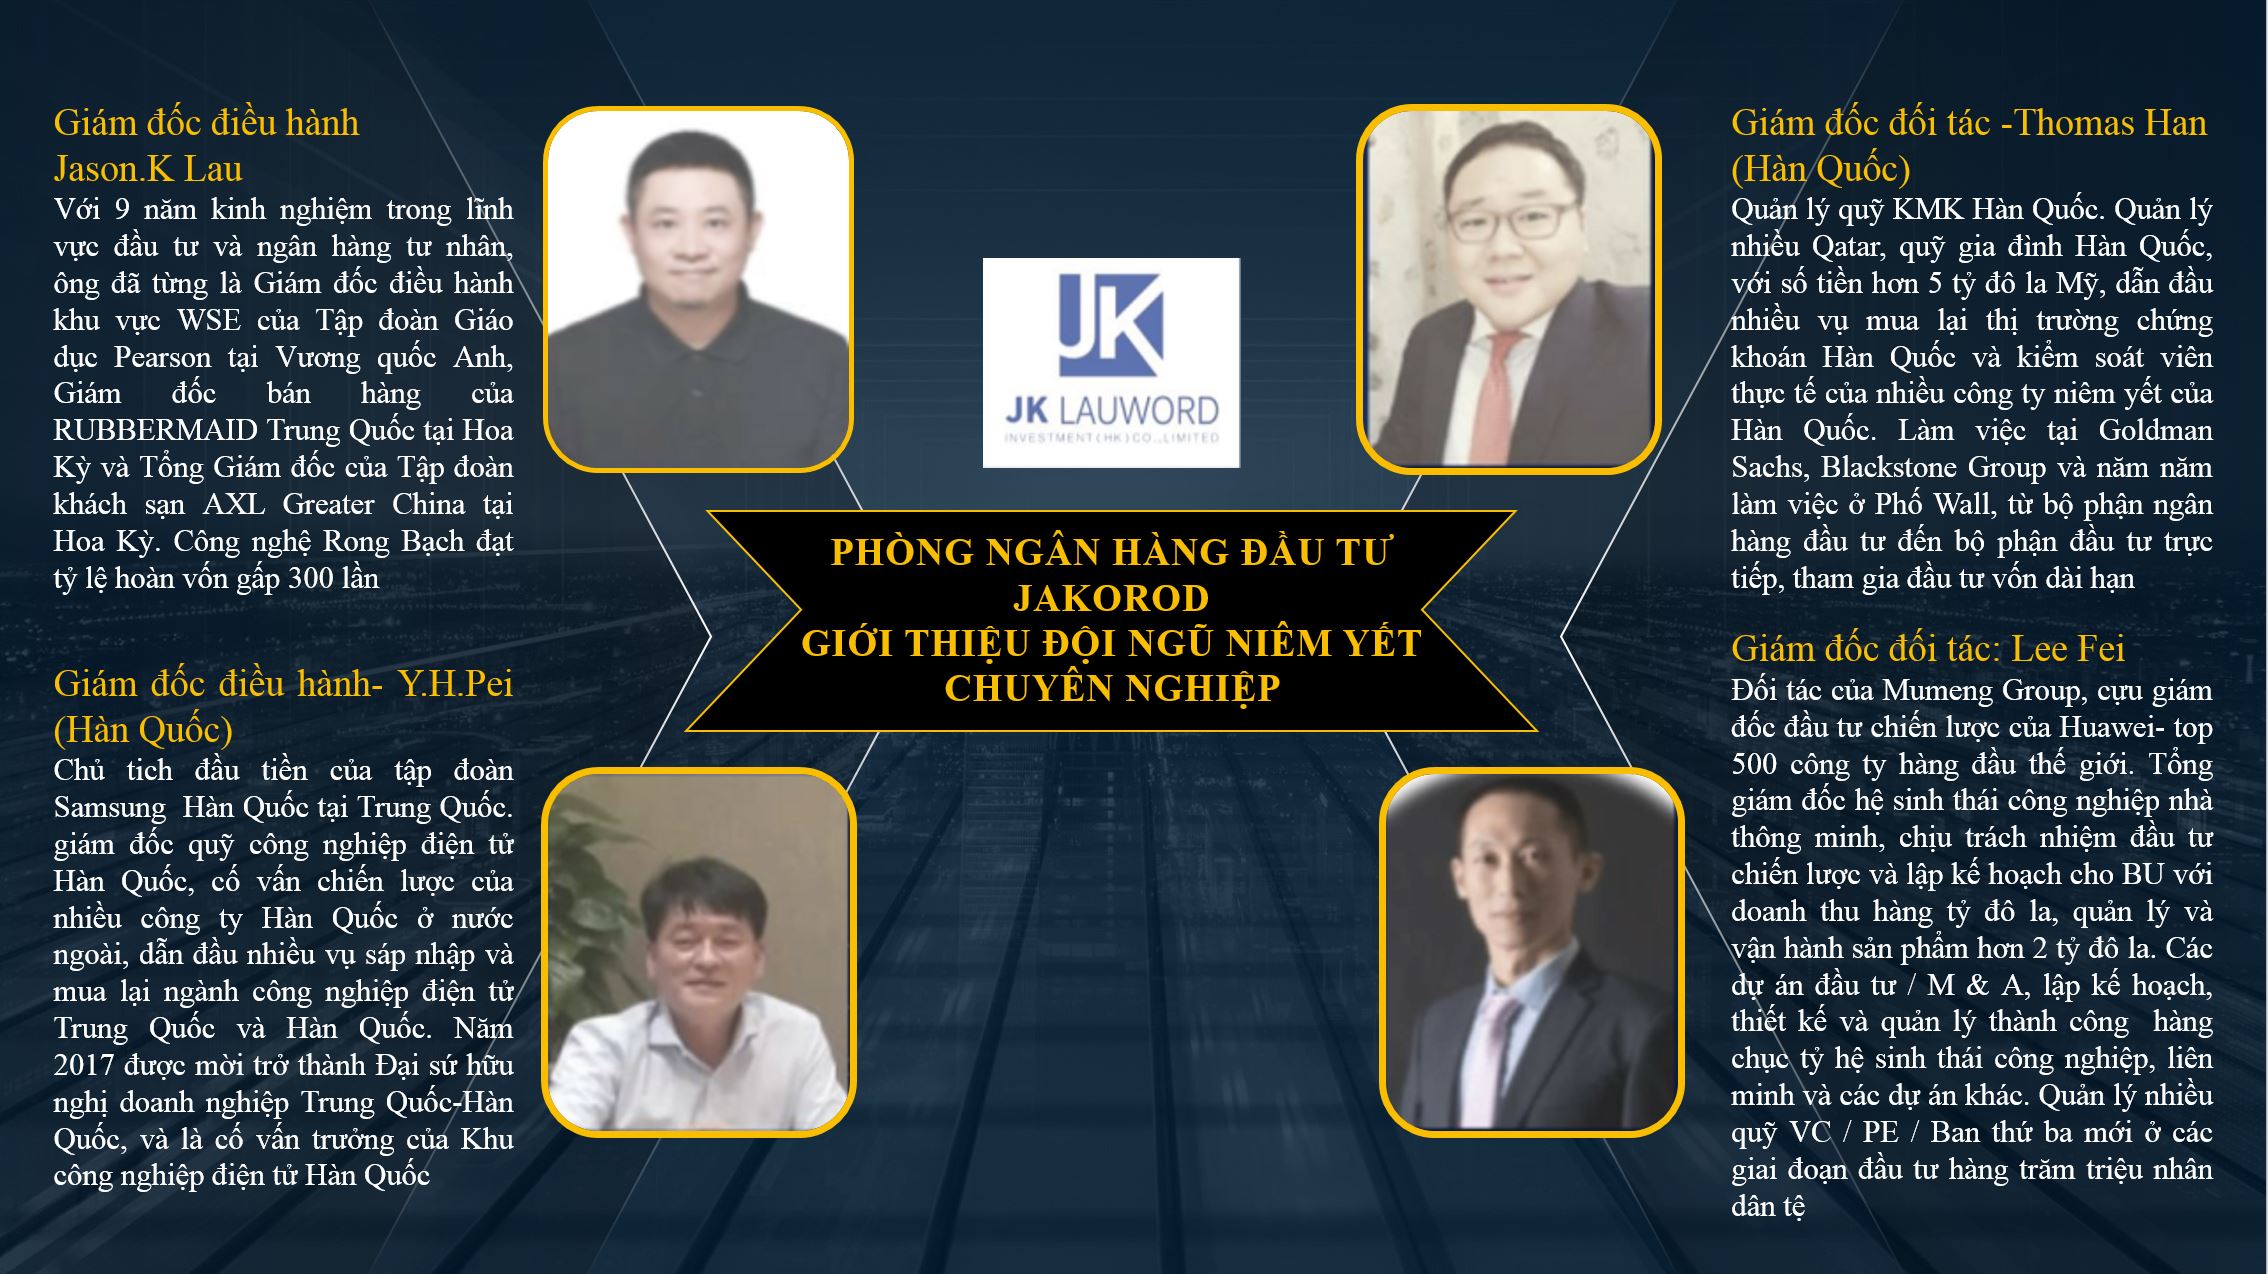 Giám đốc điều hành
Jason.K Lau
Với 9 năm kinh nghiệm trong lĩnh
vực đầu tư và ngân hàng tư nhân,
ông đã từng là Giám đốc điều hành
khu vực WSE của Tập đoàn Giáo
dục Pearson tại Vương quốc Anh,
Giám đốc bán hàng của
RUBBERMAID Trung Quốc tại Hoa
Kỳ và Tổng Giám đốc của Tập đoàn
khách sạn AXL Greater China tại
Hoa Kỳ. Công nghệ Rong Bạch đạt
tỷ lệ hoàn vốn gấp 300 lần
Giám đốc điều hành- Y.H.Pei
(Hàn Quốc)
Chủ tich đầu tiền của tập đoàn
Samsung Hàn Quốc tại Trung Quốc.
giám đốc quỹ công nghiệp điện tử
Hàn Quốc, cố vấn chiến lược của
nhiều công ty Hàn Quốc ở nước
ngoài, dẫn đầu nhiều vụ sáp nhập và
mua lại ngành công nghiệp điện tử
Trung Quốc và Hàn Quốc. Năm
2017 được mời trở thành Đại sứ hữu
nghị doanh nghiệp Trung Quốc-Hàn
Quốc, và là cố vấn trưởng của Khu
công nghiệp điện tử Hàn Quốc
JK
JK LAUWORD
INVESTMENT(HK)CO.,LIMITED
PHÒNG NGÂN HÀNG ĐẦU TƯ
JAKOROD
GIỚI THIỆU ĐỘI NGŨ NIÊM YẾT
CHUYÊN NGHIỆP
Giám đốc đối tác -Thomas Han
(Hàn Quốc)
Quản lý quỹ KMK Hàn Quốc. Quản lý
nhiều Qatar, quỹ gia đình Hàn Quốc,
với số tiền hơn 5 tỷ đô la Mỹ, dẫn đầu
nhiều vụ mua lại thị trường chứng
khoán Hàn Quốc và kiểm soát viên
thực tế của nhiều công ty niêm yết của
Hàn Quốc. Làm việc tại Goldman
Sachs, Blackstone Group và năm năm
làm việc ở Phố Wall, từ bộ phận ngân
hàng đầu tư đến bộ phận đầu tư trực
tiếp, tham gia đầu tư vốn dài hạn
Giám đốc đối tác: Lee Fei
Đối tác của Mumeng Group, cựu giám
đốc đầu tư chiến lược của Huawei- top
500 công ty hàng đầu thế giới. Tổng
giám đốc hệ sinh thái công nghiệp nhà
thông minh, chịu trách nhiệm đầu tư
chiến lược và lập kế hoạch cho BU với
doanh thu hàng tỷ đô la, quản lý và
vận hành sản phẩm hơn 2 tỷ đô la. Các
dự án đầu tư / M & A, lập kế hoạch,
thiết kế và quản lý thành công hàng
chục tỷ hệ sinh thái công nghiệp, liên
minh và các dự án khác. Quản lý nhiều
quỹ VC / PE / Ban thứ ba mới ở các
giai đoạn đầu tư hàng trăm triệu nhân
dân tệ